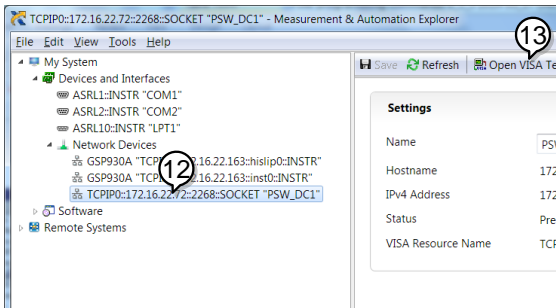 TCPIP0::172.16.22.72::2268::SOCKET "PSW_DC1" - Measurement & Automation Explorer
File Edit View Tools Help
13
My System
Devices and Interfaces
ASRL1::INSTR "COM1"
ASRL2::INSTR "COM2"
ASRL10::INSTR "LPT1"
Network Devices
GSP930A "TCPIP 2.16.22.163::hislip0::INSTR"
GSP930A "TCPI 2.16.22.163::inst0::INSTR"
12
TCPIP0::172.16.22.72::2268::SOCKET "PSW_DC1"
Software
Remote Systems
Save Refresh Open VISA Te
Settings
Name PSW
Hostname 172
IPv4 Address 172
Status Pre
VISA Resource Name TCP